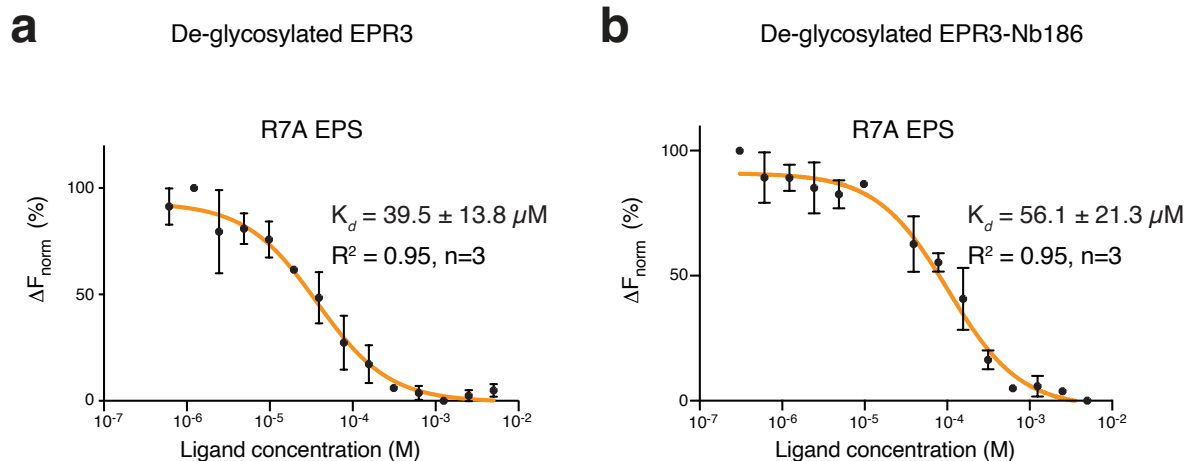 a
De-glycosylated EPR3
R7A EPS
100
50
0
ΔF_norm (%)
K_d = 39.5 ± 13.8 µM
R² = 0.95, n=3
10⁻⁷ 10⁻⁶ 10⁻⁵ 10⁻⁴ 10⁻³ 10⁻²
Ligand concentration (M)
b
De-glycosylated EPR3-Nb186
R7A EPS
100
50
0
ΔF_norm (%)
K_d = 56.1 ± 21.3 µM
R² = 0.95, n=3
10⁻⁷ 10⁻⁶ 10⁻⁵ 10⁻⁴ 10⁻³ 10⁻²
Ligand concentration (M)